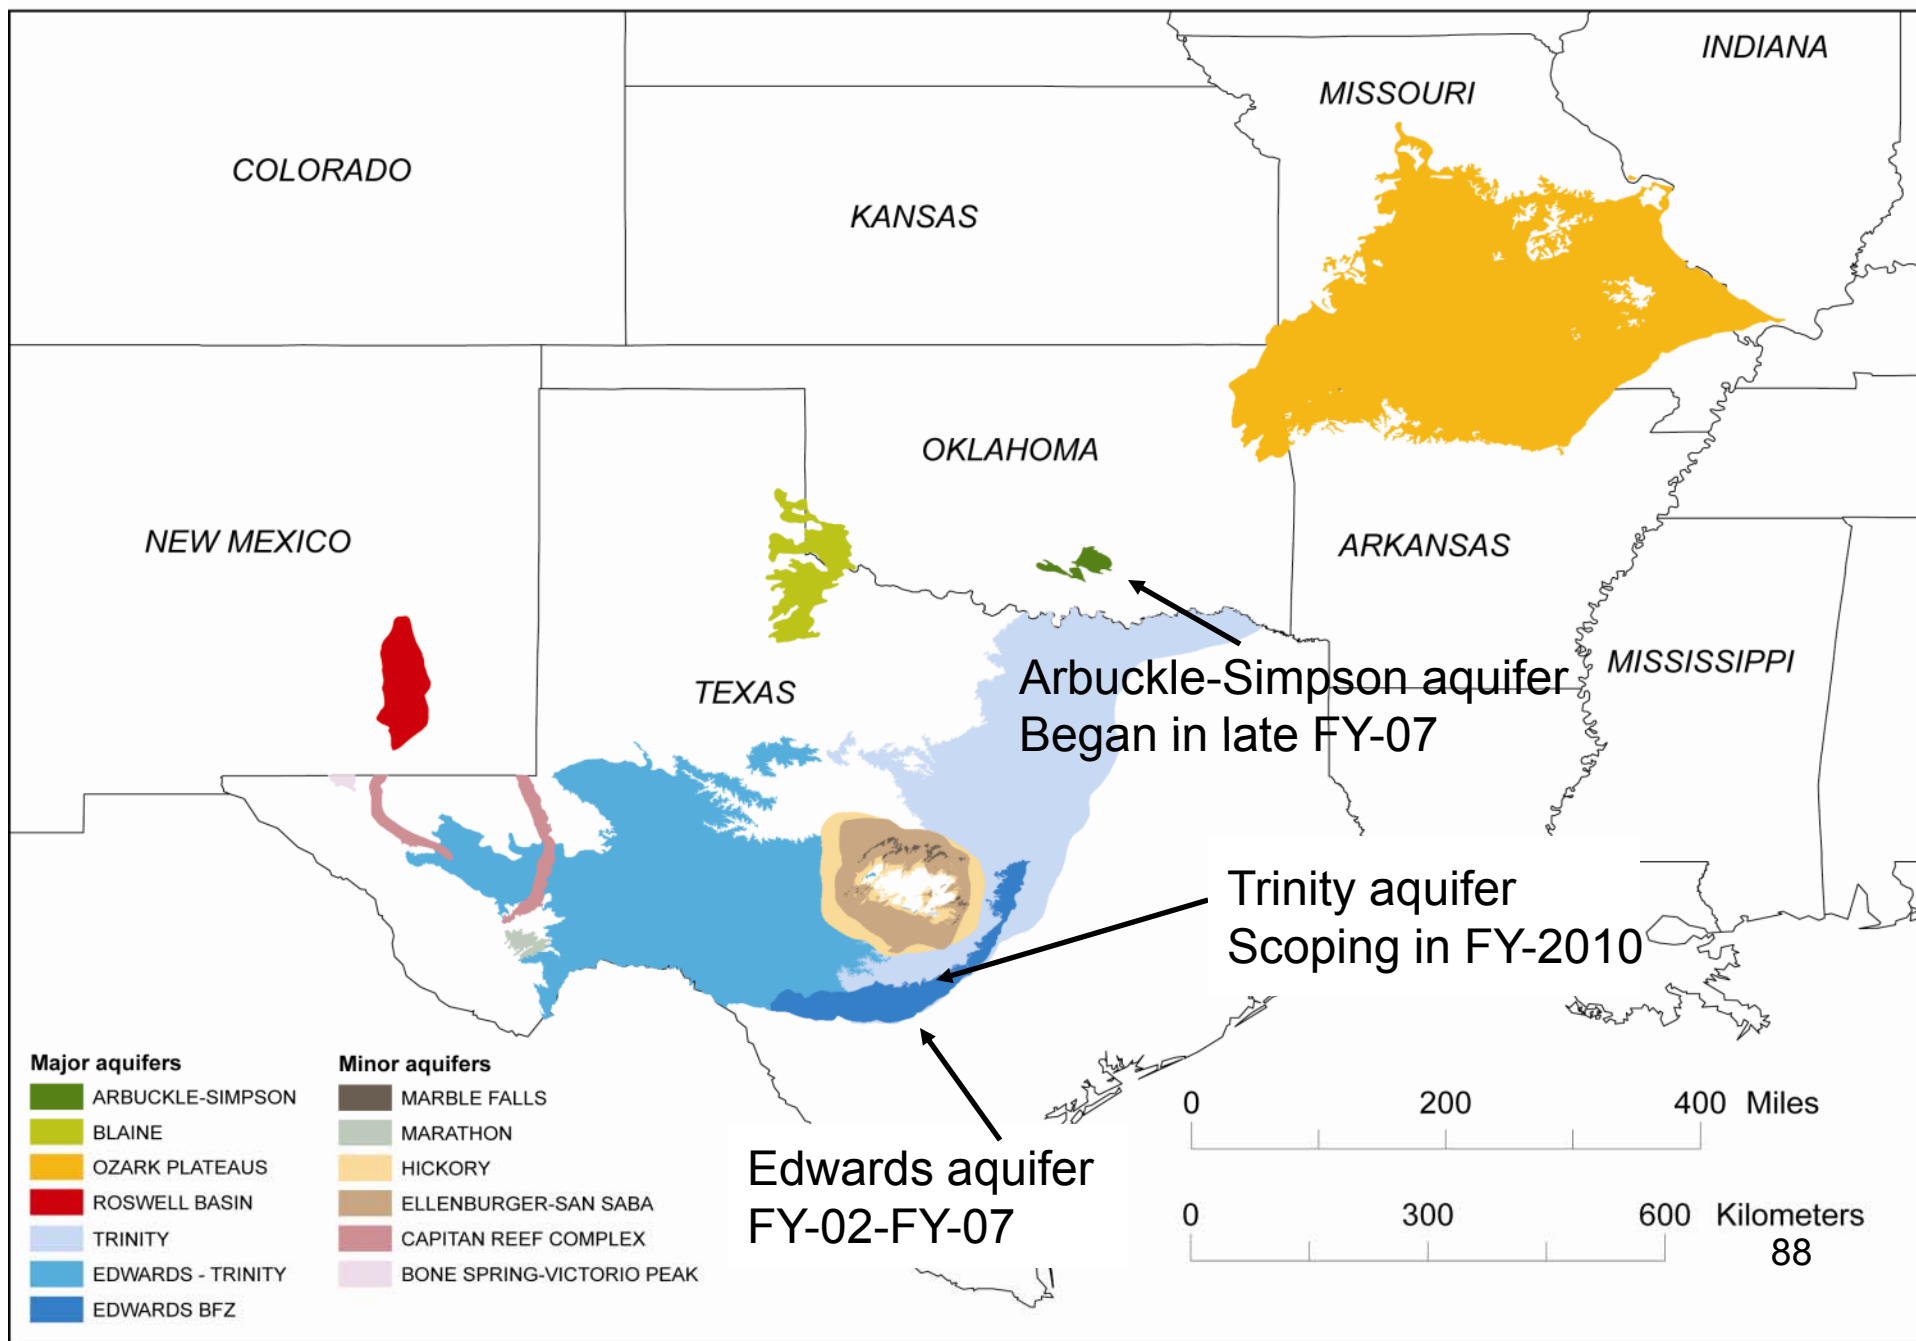 INDIANA
MISSOURI
COLORADO
KANSAS
OKLAHOMA
NEW MEXICO
ARKANSAS
MISSISSIPPI
TEXAS
Arbuckle-Simpson aquifer
Began in late FY-07
Trinity aquifer
Scoping in FY-2010
Edwards aquifer
FY-02-FY-07
Major aquifers
ARBUCKLE-SIMPSON
BLAINE
OZARK PLATEAUS
ROSWELL BASIN
TRINITY
EDWARDS - TRINITY
EDWARDS BFZ
Minor aquifers
MARBLE FALLS
MARATHON
HICKORY
ELLENBURGER-SAN SABA
CAPITAN REEF COMPLEX
BONE SPRING-VICTORIO PEAK
0 200 400 Miles
0 300 600 Kilometers
88